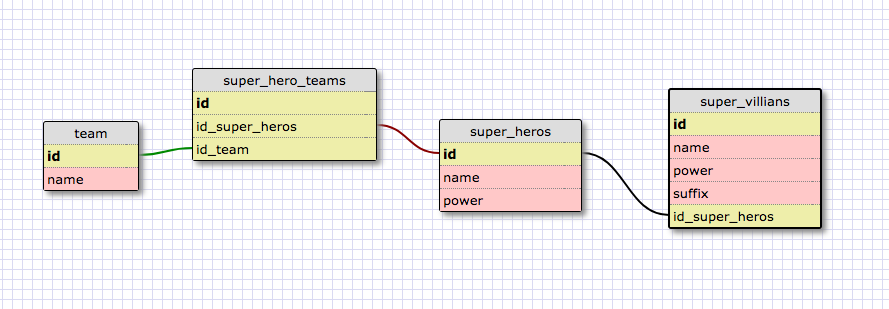 team
id
name
super_hero_teams
id
id_super_heros
id_team
super_heros
id
name
power
super_villians
id
name
power
suffix
id_super_heros